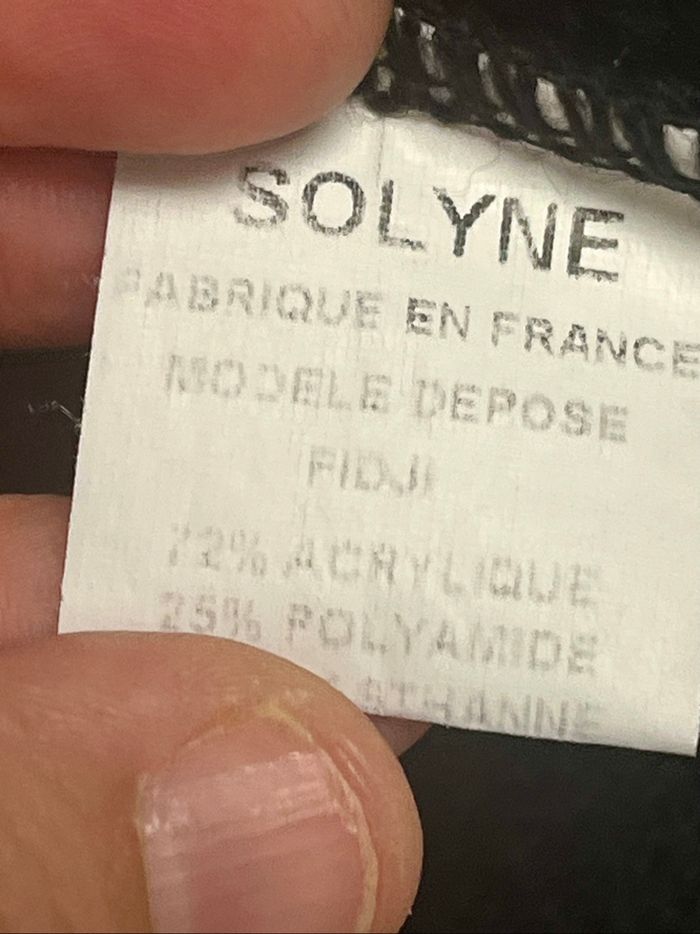 SOLYNE
FABRIQUE EN FRANCE
MODELE DEPOSE
FIDJI
72% ACRYLIQUE
25% POLYAMIDE